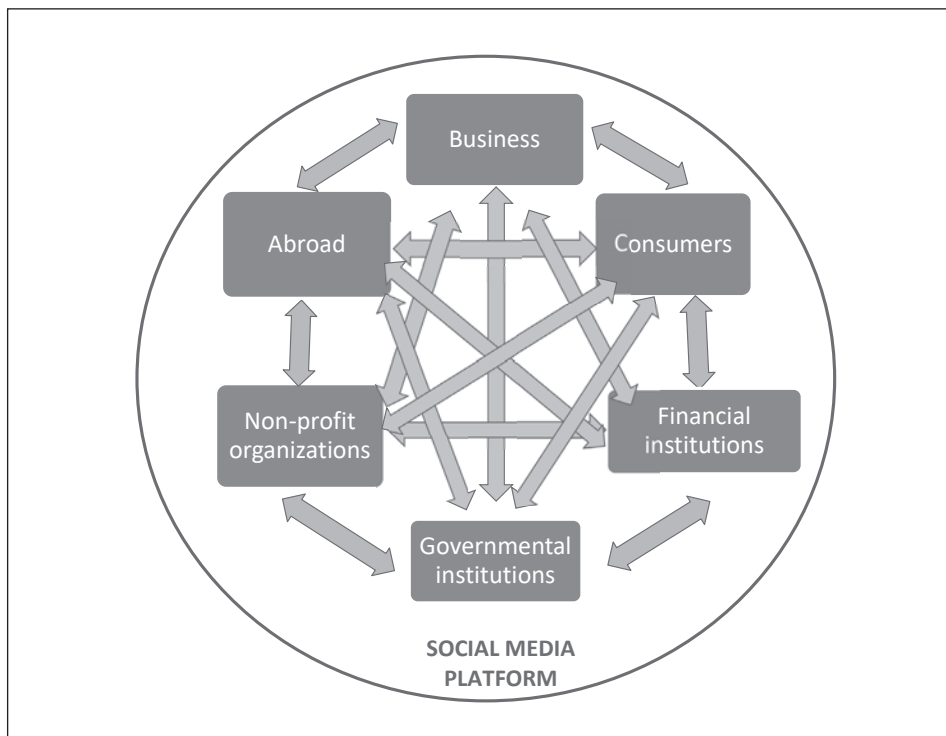 Business
Abroad
Consumers
Non-profit
organizations
Financial
institutions
Governmental
institutions
SOCIAL MEDIA
PLATFORM